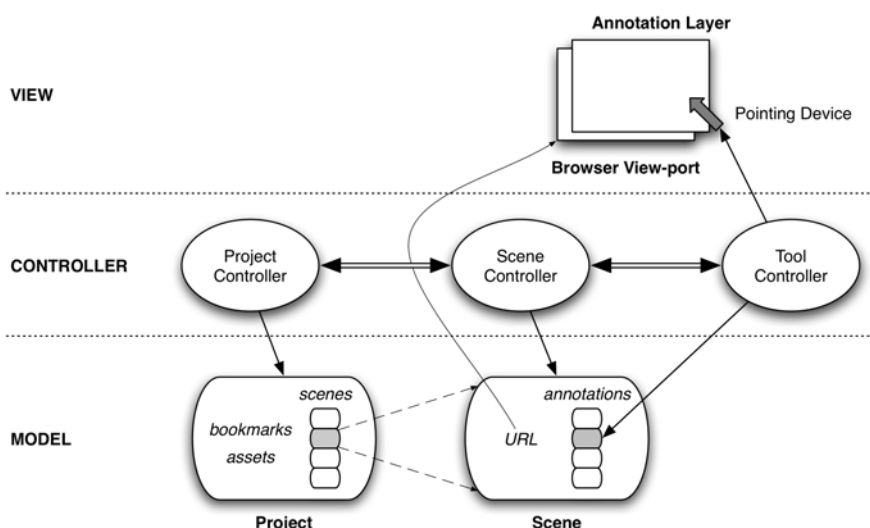 Annotation Layer
VIEW
Pointing Device
Browser View-port
CONTROLLER
Project
Controller
Scene
Controller
Tool
Controller
scenes
annotations
bookmarks
URL
MODEL
assets
Project
Scene